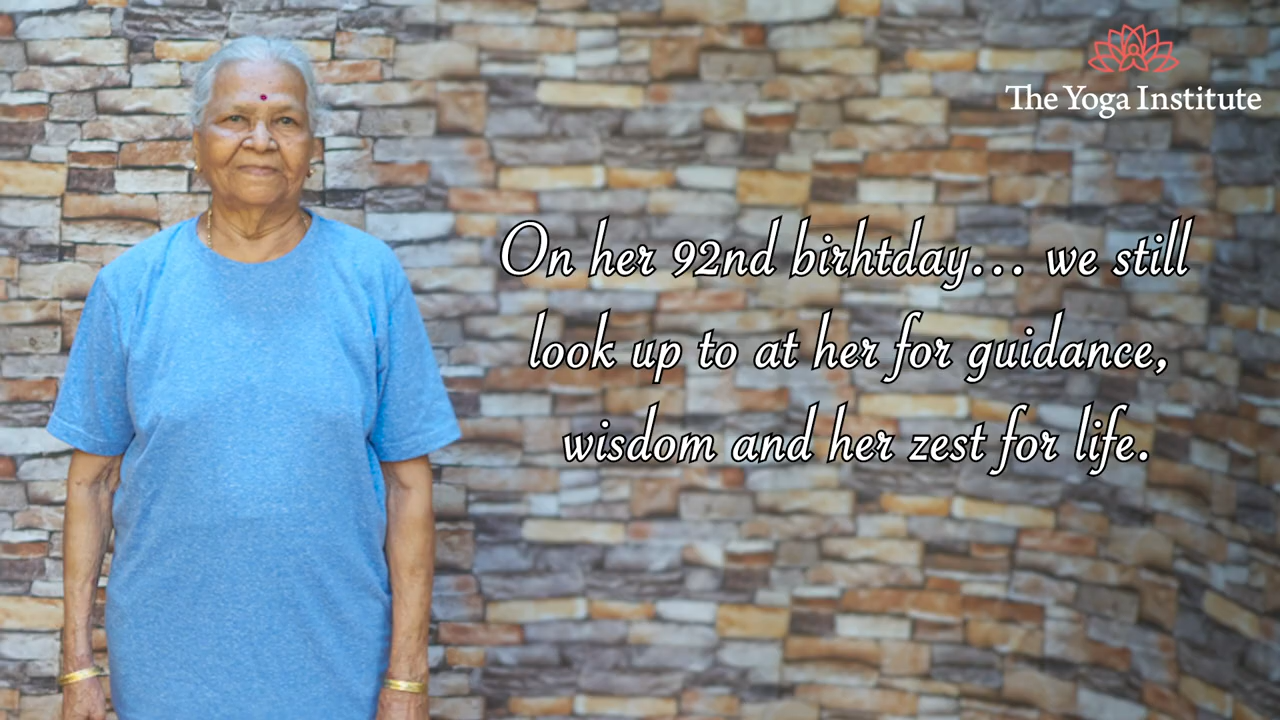 The Yoga Institute
On her 92nd birhtday... we still
look up to at her for guidance,
wisdom and her zest for life.